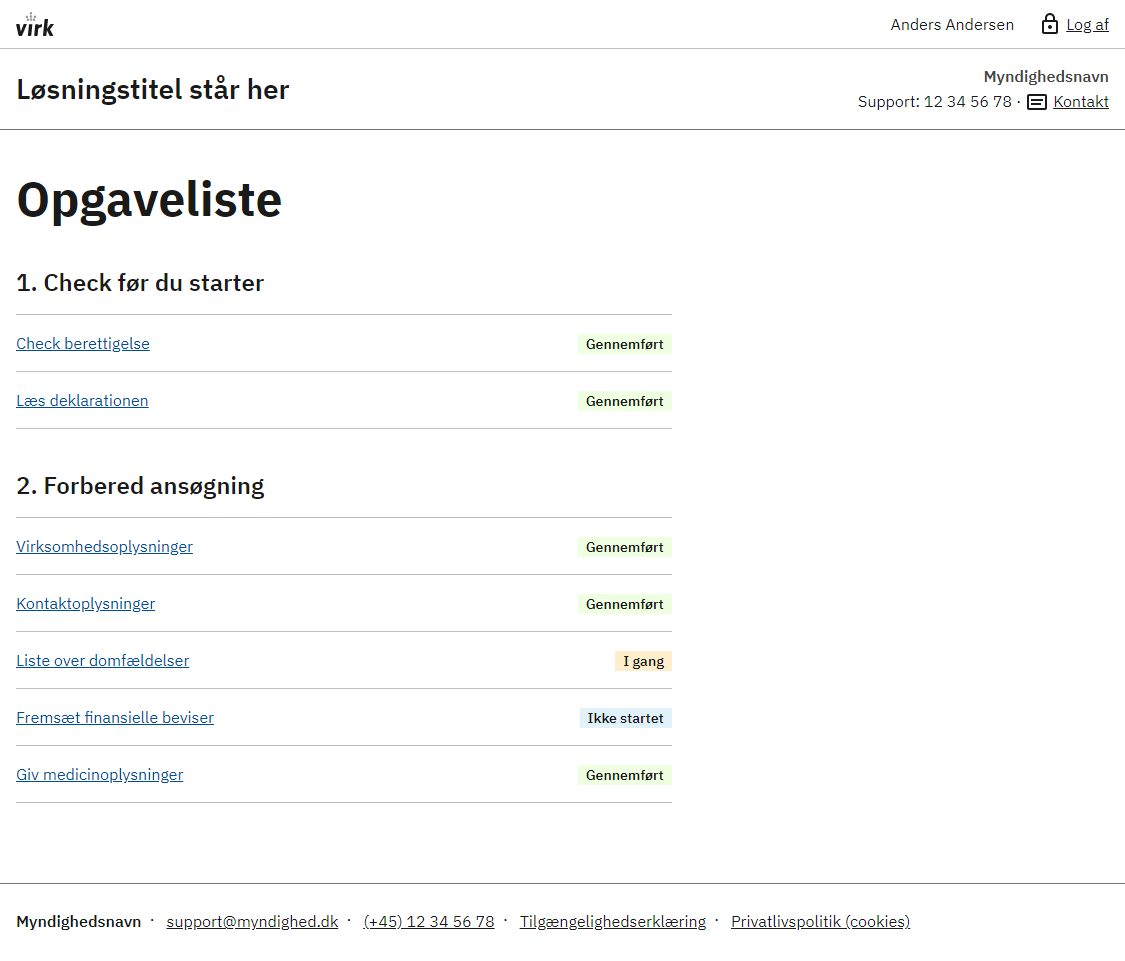 virk
Anders Andersen Log af
Løsningstitel står her
Myndighedsnavn
Support: 12 34 56 78 · Kontakt
Opgaveliste
1. Check før du starter
Check berettigelse Gennemført
Læs deklarationen Gennemført
2. Forbered ansøgning
Virksomhedsoplysninger Gennemført
Kontaktoplysninger Gennemført
Liste over domfældelser I gang
Fremsæt finansielle beviser Ikke startet
Giv medicinoplysninger Gennemført
Myndighedsnavn · support@myndighed.dk · (+45) 12 34 56 78 · Tilgængelighedserklæring · Privatlivspolitik (cookies)